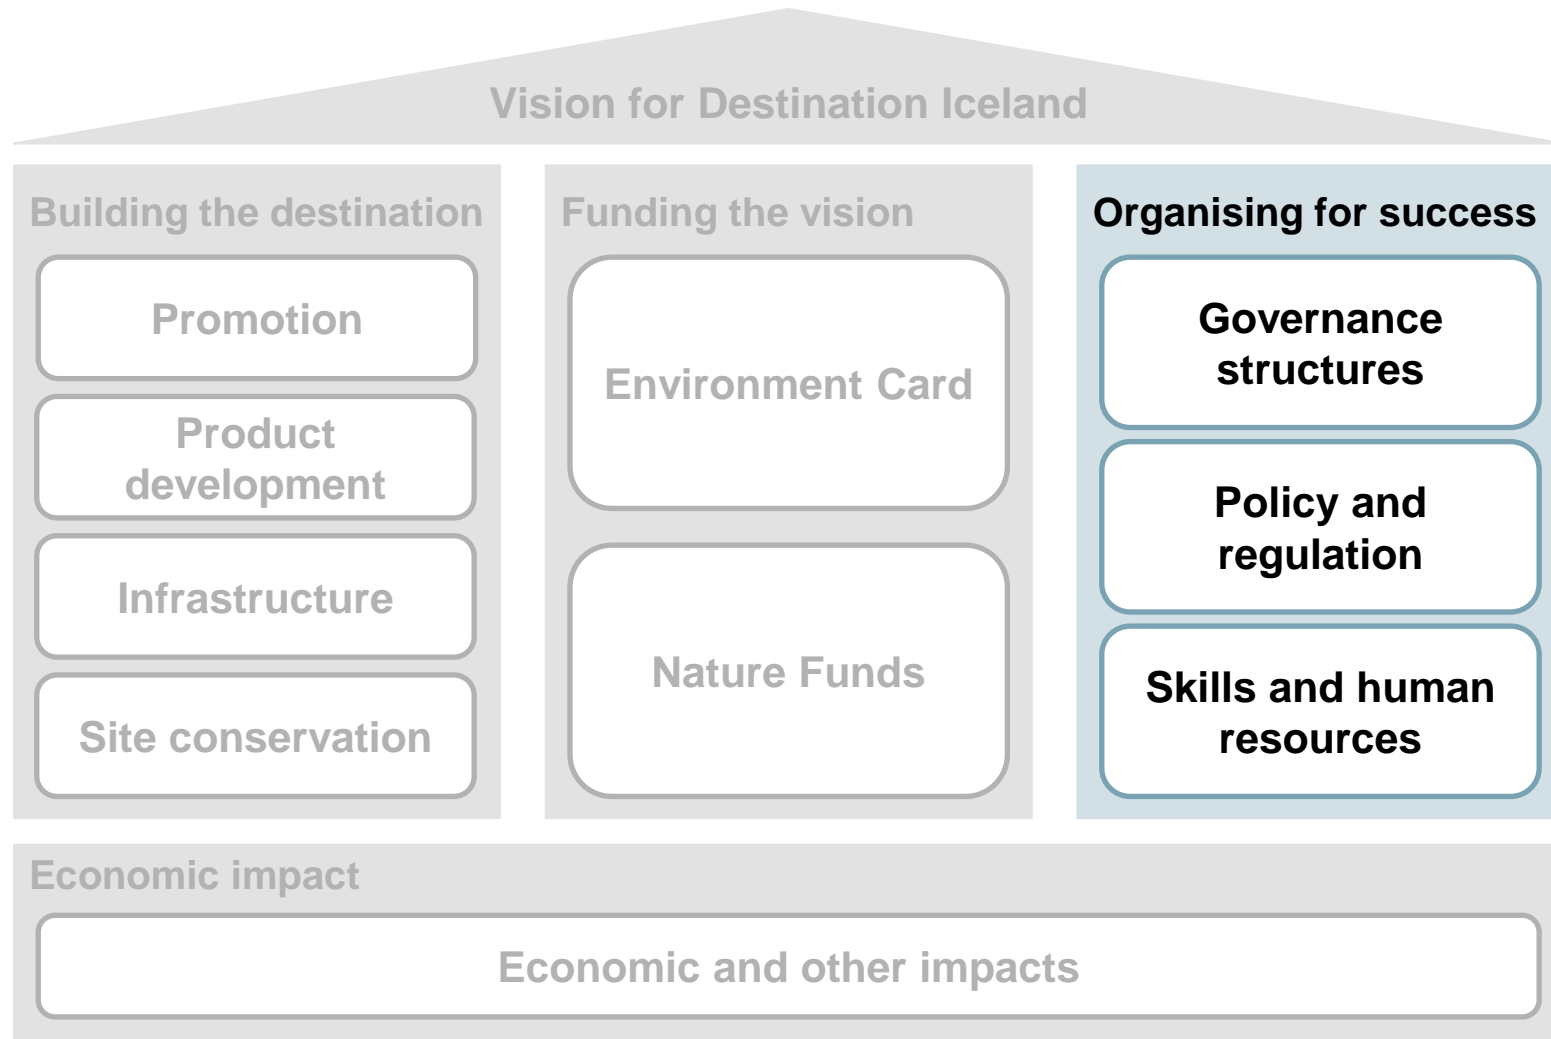 Vision for Destination Iceland
Building the destination
Promotion
Product
development
Infrastructure
Site conservation
Funding the vision
Environment Card
Nature Funds
Organising for success
Governance
structures
Policy and
regulation
Skills and human
resources
Economic impact
Economic and other impacts